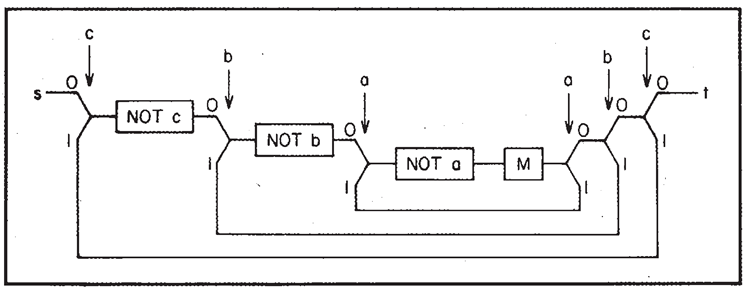 c c
b b
a a
s O NOT c O NOT b O NOT a M O O O t
I I I I I I